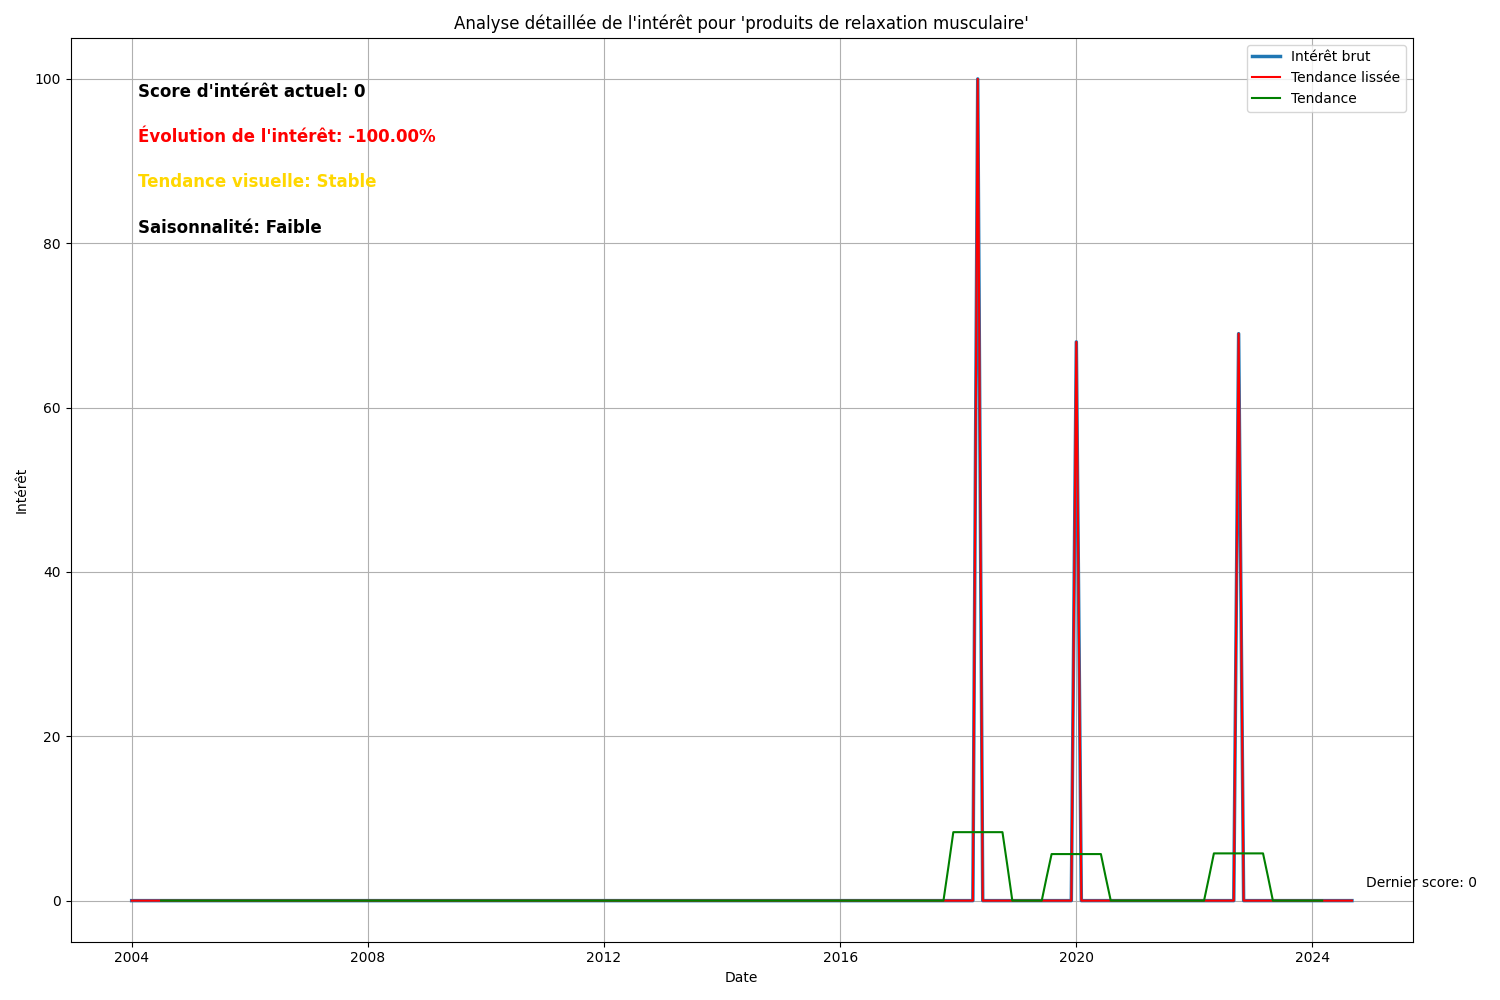 Analyse détaillée de l'intérêt pour 'produits de relaxation musculaire'
Intérêt brut
Tendance lissée
Tendance
Score d'intérêt actuel: 0
Évolution de l'intérêt: -100.00%
Tendance visuelle: Stable
Saisonnalité: Faible
100
80
60
40
20
0
Intérêt
Dernier score: 0
2004 2008 2012 2016 2020 2024
Date